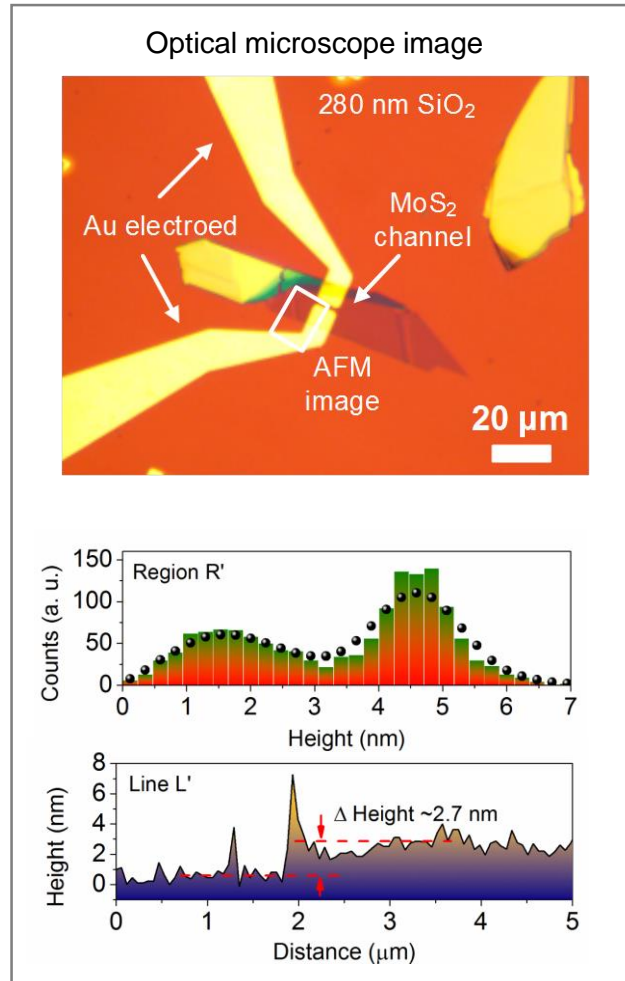 Optical microscope image
280 nm SiO₂
Au electroed
MoS₂
channel
AFM
image
20 µm
150
100
50
0
Counts (a. u.)
Region R'
0 1 2 3 4 5 6 7
Height (nm)
8
6
4
2
0
Height (nm)
Line L'
Δ Height ~2.7 nm
0 1 2 3 4 5
Distance (µm)